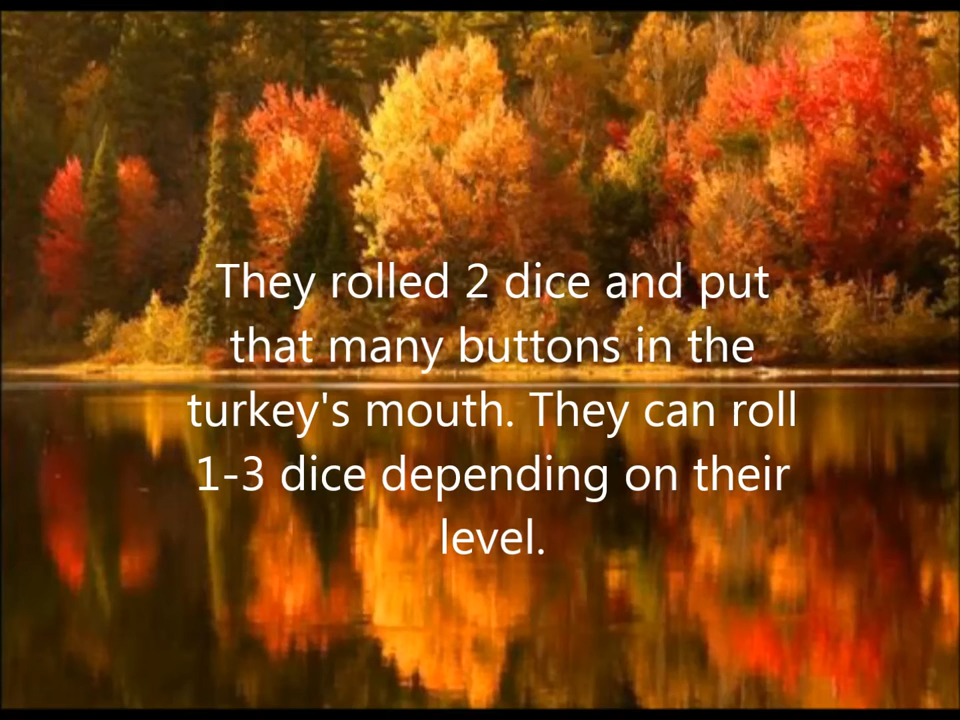 They rolled 2 dice and put
that many buttons in the
turkey's mouth. They can roll
1-3 dice depending on their
level.